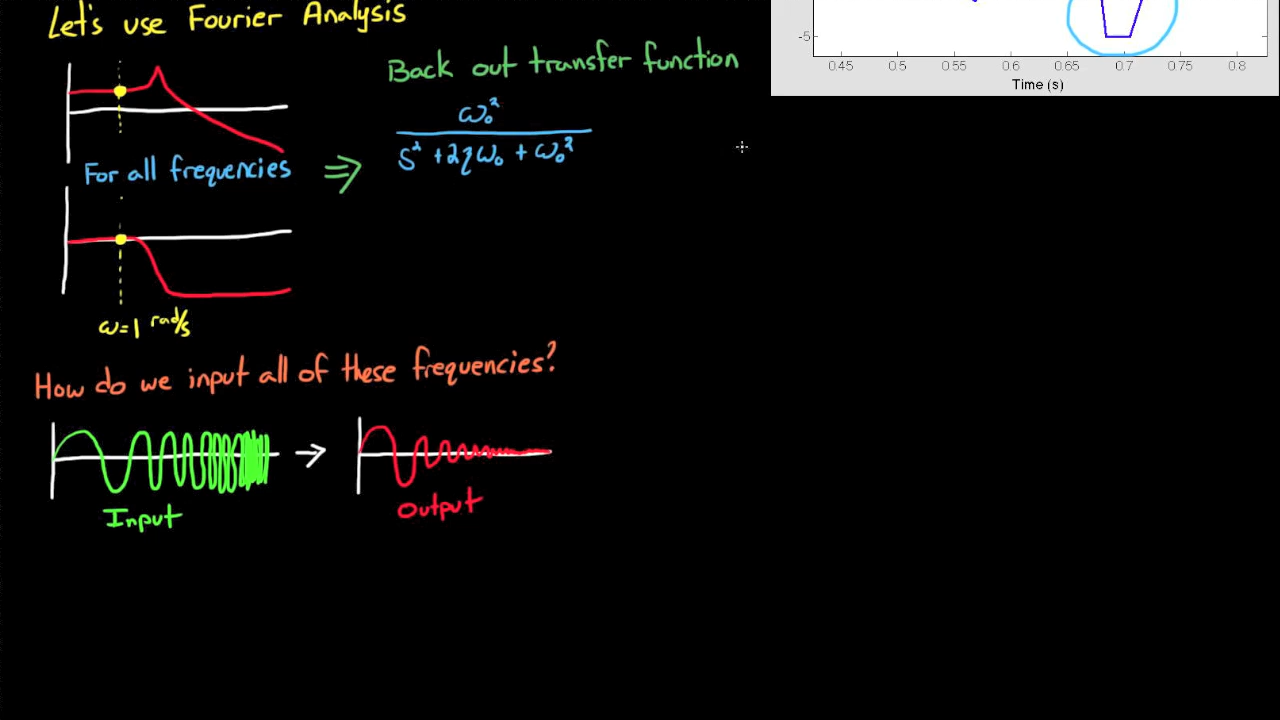 Let's use Fourier Analysis
Back out transfer function
ω₀²
S² + 2ζω₀ + ω₀²
For all frequencies ⇒
ω=1 rad/s
How do we input all of these frequencies?
→
Input
Output
-5
0.45 0.5 0.55 0.6 0.65 0.7 0.75 0.8
Time (s)